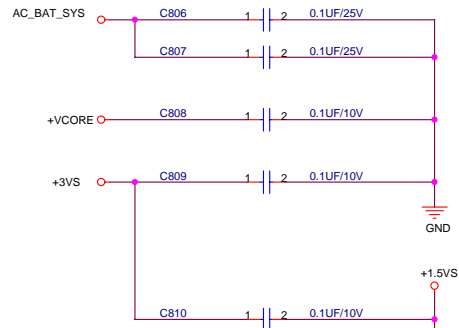 AC_BAT_SYS C806 1 2 0.1UF/25V
C807 1 2 0.1UF/25V
+VCORE C808 1 2 0.1UF/10V
+3VS C809 1 2 0.1UF/10V
GND
+1.5VS
C810 1 2 0.1UF/10V